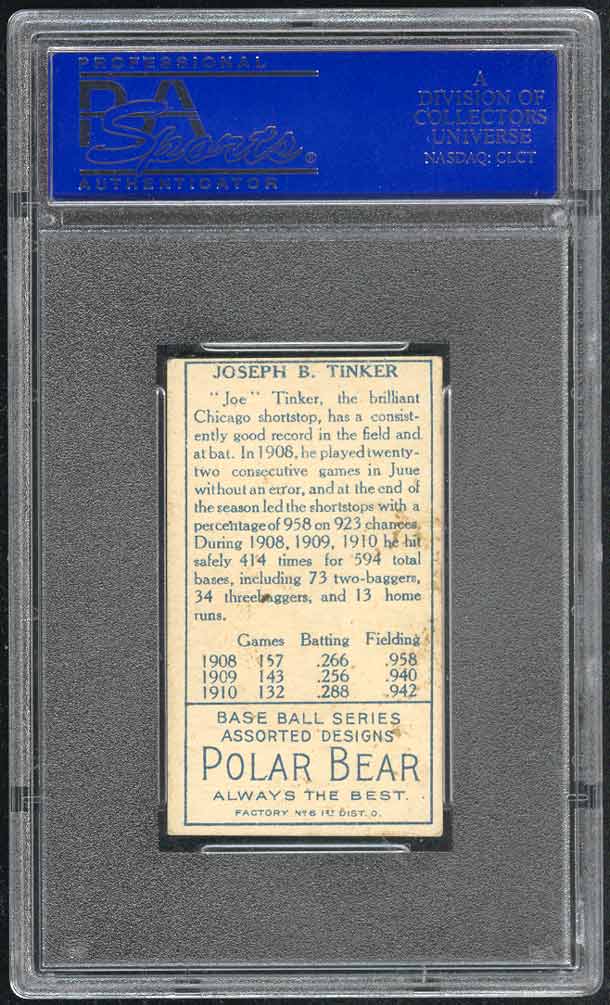 PROFESSIONAL
PSA
Sports®
AUTHENTICATOR
A
DIVISION OF
COLLECTORS
UNIVERSE
NASDAQ: CLCT
JOSEPH B. TINKER
"Joe" Tinker, the brilliant
Chicago shortstop, has a consist-
ently good record in the field and
at bat. In 1908, he played twenty-
two consecutive games in Juue
without an error, and at the end of
the season led the shortstops with a
percentage of 958 on 923 chances.
During 1908, 1909, 1910 he hit
safely 414 times for 594 total
bases, including 73 two-baggers,
34 threebaggers, and 13 home
runs.
Games Batting Fielding
1908 157 .266 .958
1909 143 .256 .940
1910 132 .288 .942
BASE BALL SERIES
ASSORTED DESIGNS
POLAR BEAR
ALWAYS THE BEST.
FACTORY No 6 1st DIST. O.